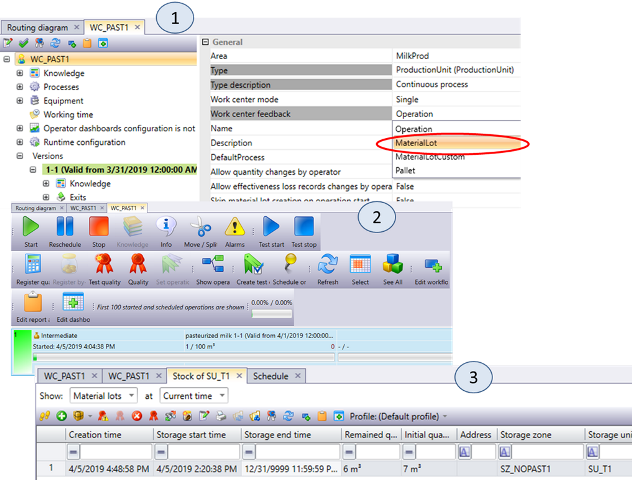 1
Routing diagram × WC_PAST1 ×
WC_PAST1
Knowledge
Processes
Equipment
Working time
Operator dashboards configuration is not
Runtime configuration
Versions
1-1 (Valid from 3/31/2019 12:00:00 AM
Knowledge
Exits
General
Area MilkProd
Type ProductionUnit (ProductionUnit)
Type description Continuous process
Work center mode Single
Work center feedback Operation
Name Operation
Description MaterialLot
DefaultProcess MaterialLotCustom
Allow quantity changes by operator Pallet
Allow effectiveness loss records changes by opera False
Skip material lot creation on operation start False
2
Routing diagram × WC_PAST1 × WC_PAST1 ×
Start Reschedule Stop Knowledge Info Move / Spli Alarms Test start Test stop
Register qu Register by Test quality Quality Set operate Show opera Create test Schedule or Refresh Select See All Edit workflo
Edit report Edit dashbo First 100 started and scheduled operations are shown 0.00% / 0.00%
Intermediate pasteurized milk 1-1 (Valid from 4/1/2019 12:00:00...
Started: 4/5/2019 4:04:38 PM 1 / 100 m³ 0 - / -
3
WC_PAST1 × WC_PAST1 × Stock of SU_T1 × Schedule ×
Show: Material lots at Current time
Profile: (Default profile)
Creation time Storage start time Storage end time Remained q... Initial qua... Address Storage zone Storage uni
1 4/5/2019 4:48:58 PM 4/5/2019 2:20:38 PM 12/31/9999 11:59:59 P... 6 m³ 7 m³ SZ_NOPAST1 SU_T1